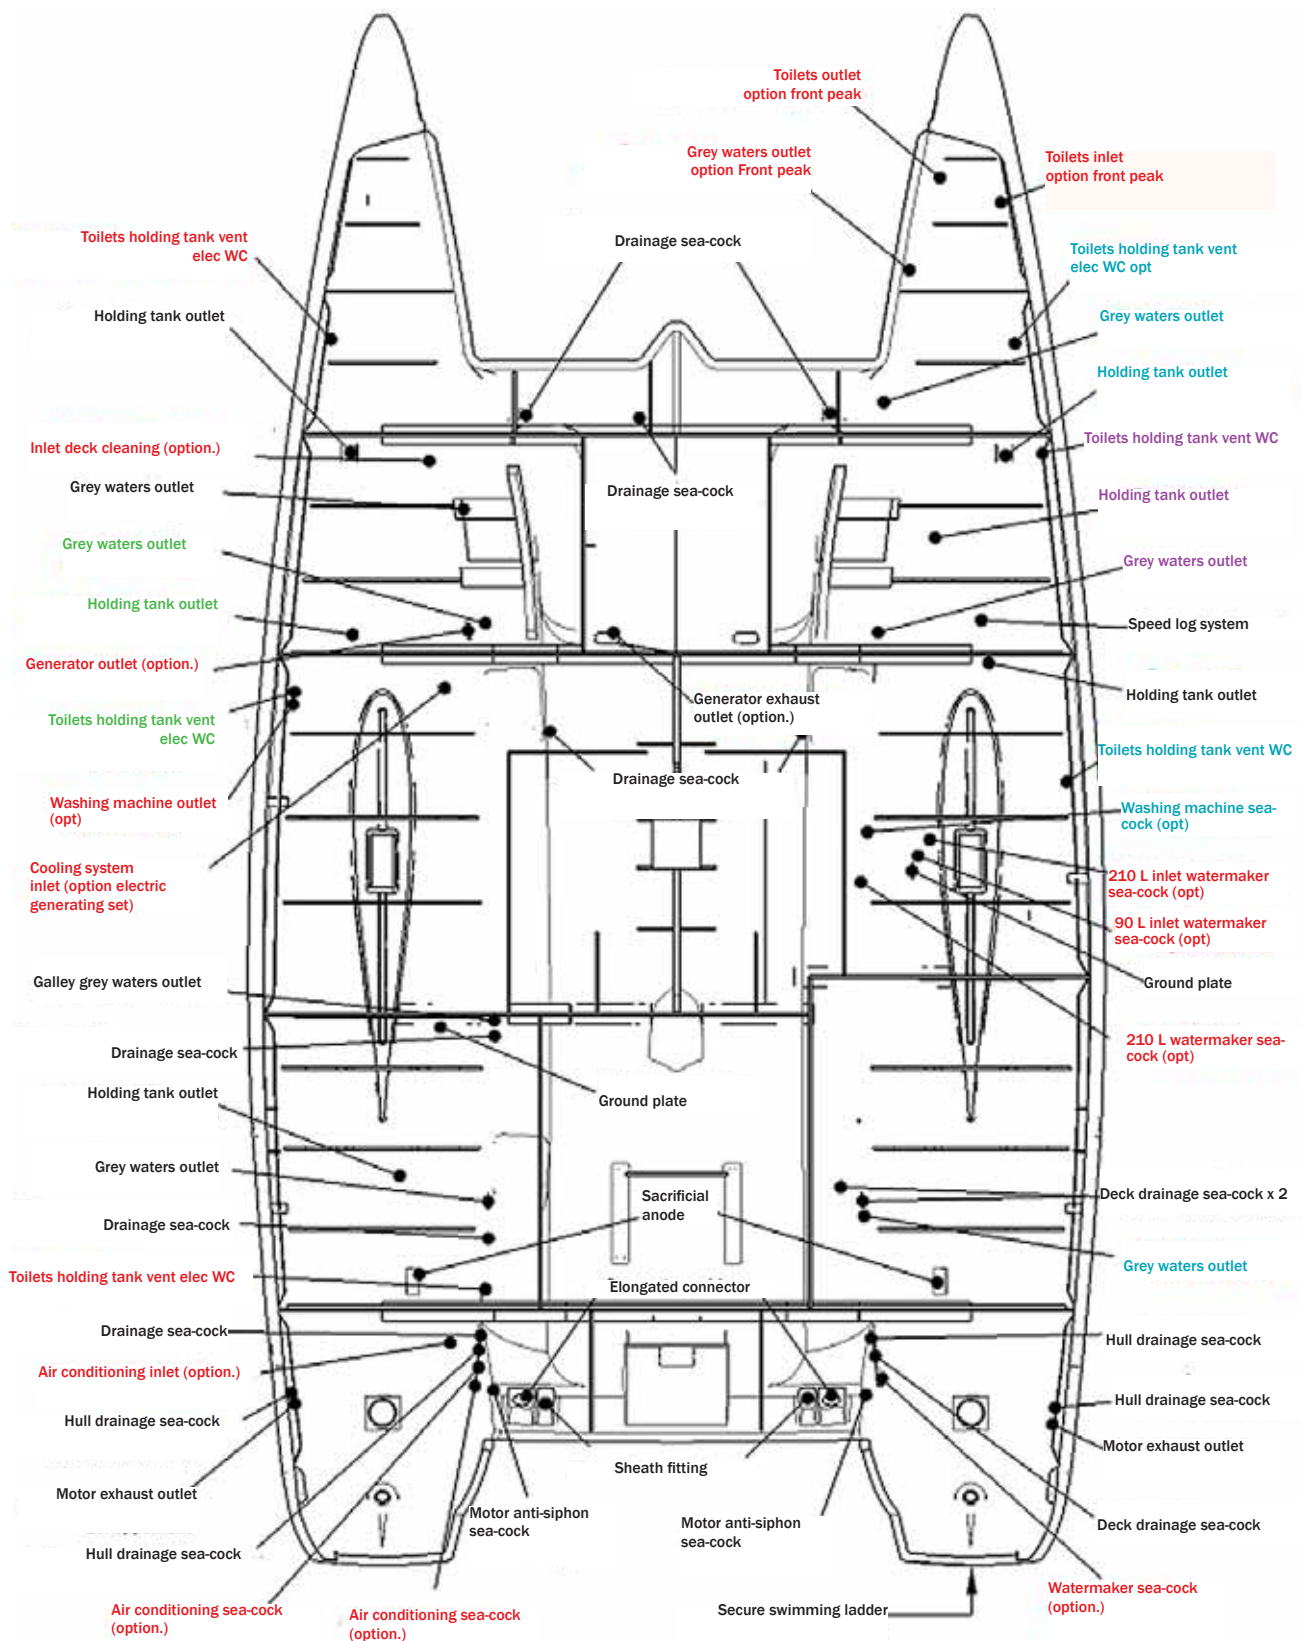 Toilets outlet
option front peak
Grey waters outlet
option Front peak
Toilets inlet
option front peak
Toilets holding tank vent
elec WC
Drainage sea-cock
Toilets holding tank vent
elec WC opt
Holding tank outlet
Grey waters outlet
Holding tank outlet
Inlet deck cleaning (option.)
Toilets holding tank vent WC
Grey waters outlet
Drainage sea-cock
Holding tank outlet
Grey waters outlet
Grey waters outlet
Holding tank outlet
Speed log system
Generator outlet (option.)
Generator exhaust
outlet (option.)
Holding tank outlet
Toilets holding tank vent
elec WC
Drainage sea-cock
Toilets holding tank vent WC
Washing machine outlet
(opt)
Washing machine sea-
cock (opt)
Cooling system
inlet (option electric
generating set)
210 L inlet watermaker
sea-cock (opt)
90 L inlet watermaker
sea-cock (opt)
Galley grey waters outlet
Ground plate
Drainage sea-cock
210 L watermaker sea-
cock (opt)
Holding tank outlet
Ground plate
Grey waters outlet
Sacrificial
anode
Deck drainage sea-cock x 2
Drainage sea-cock
Grey waters outlet
Toilets holding tank vent elec WC
Elongated connector
Drainage sea-cock
Hull drainage sea-cock
Air conditioning inlet (option.)
Hull drainage sea-cock
Hull drainage sea-cock
Motor exhaust outlet
Sheath fitting
Motor exhaust outlet
Motor anti-siphon
sea-cock
Motor anti-siphon
sea-cock
Deck drainage sea-cock
Hull drainage sea-cock
Watermaker sea-cock
(option.)
Air conditioning sea-cock
(option.)
Air conditioning sea-cock
(option.)
Secure swimming ladder